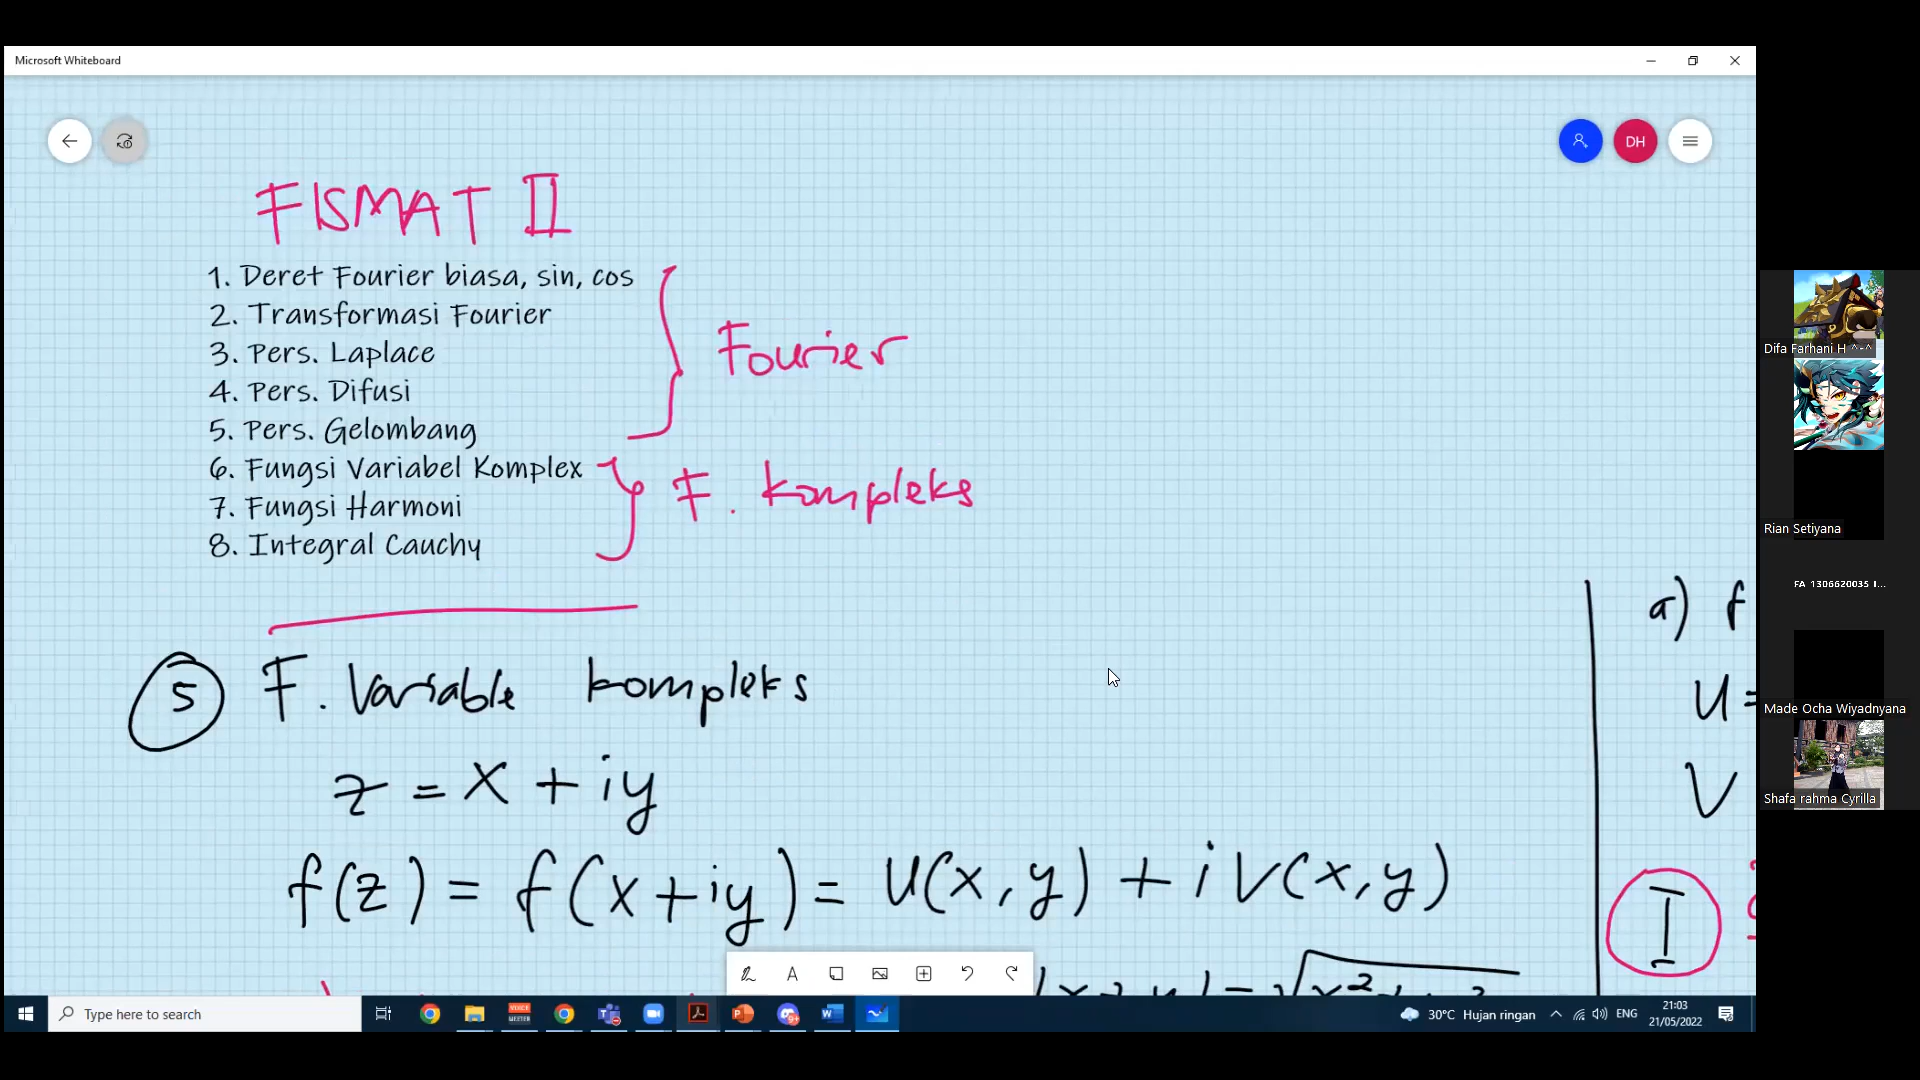 Microsoft Whiteboard
DH
FISMAT II
1. Deret Fourier biasa, sin, cos
2. Transformasi Fourier
3. Pers. Laplace
4. Pers. Difusi
5. Pers. Gelombang
Fourier
6. Fungsi Variabel Komplex
7. Fungsi Harmoni
8. Integral Cauchy
F. kompleks
5 F. Variable kompleks
z = x + iy
f(z) = f(x+iy) = u(x,y) + iv(x,y)
a) f
u =
v
I
Difa Farhani H ^-^
Rian Setiyana
FA_1306620035_I...
Made Ocha Wiyadnyana
Shafa rahma Cyrilla
Type here to search
30°C Hujan ringan
ENG
21:03
21/05/2022